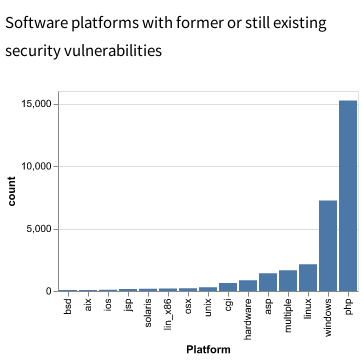 Software platforms with former or still existing
security vulnerabilities
15,000
10,000
5,000
0
count
bsd
aix
ios
jsp
solaris
lin_x86
osx
unix
cgi
hardware
asp
multiple
linux
windows
php
Platform